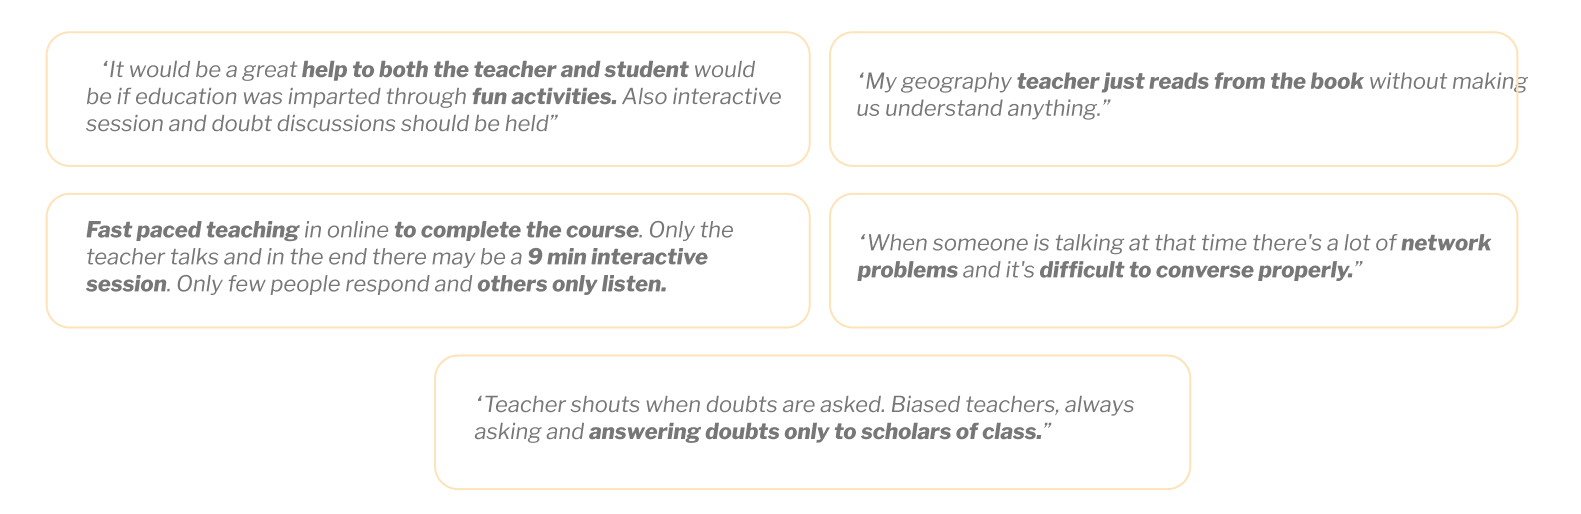 ‘It would be a great help to both the teacher and student would
be if education was imparted through fun activities. Also interactive
session and doubt discussions should be held”
‘My geography teacher just reads from the book without making
us understand anything.”
Fast paced teaching in online to complete the course. Only the
teacher talks and in the end there may be a 9 min interactive
session. Only few people respond and others only listen.
‘When someone is talking at that time there's a lot of network
problems and it's difficult to converse properly.”
‘Teacher shouts when doubts are asked. Biased teachers, always
asking and answering doubts only to scholars of class.”